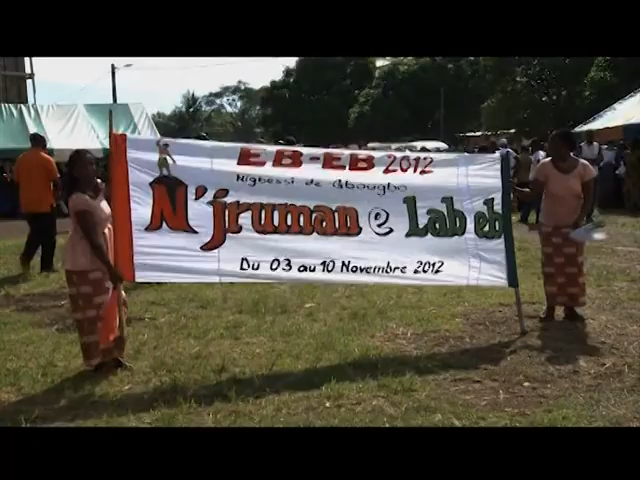 EB-EB 2012
Nigbessi de Gbougbo
N'jruman e Lab eb
Du 03 au 10 Novembre 2012